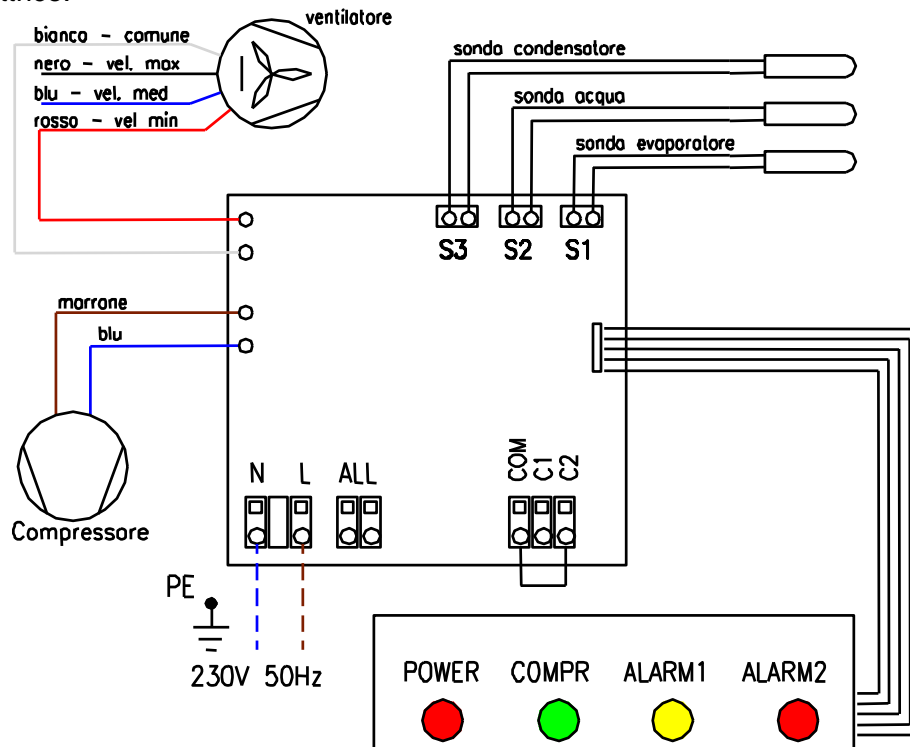 ventilatore
bianco - comune
nero - vel. max
blu - vel. med
rosso - vel min
sonda condensatore
sonda acqua
sonda evaporatore
S3 S2 S1
marrone
blu
Compressore
N L ALL COM C1 C2
PE
230V 50Hz
POWER COMPR ALARM1 ALARM2